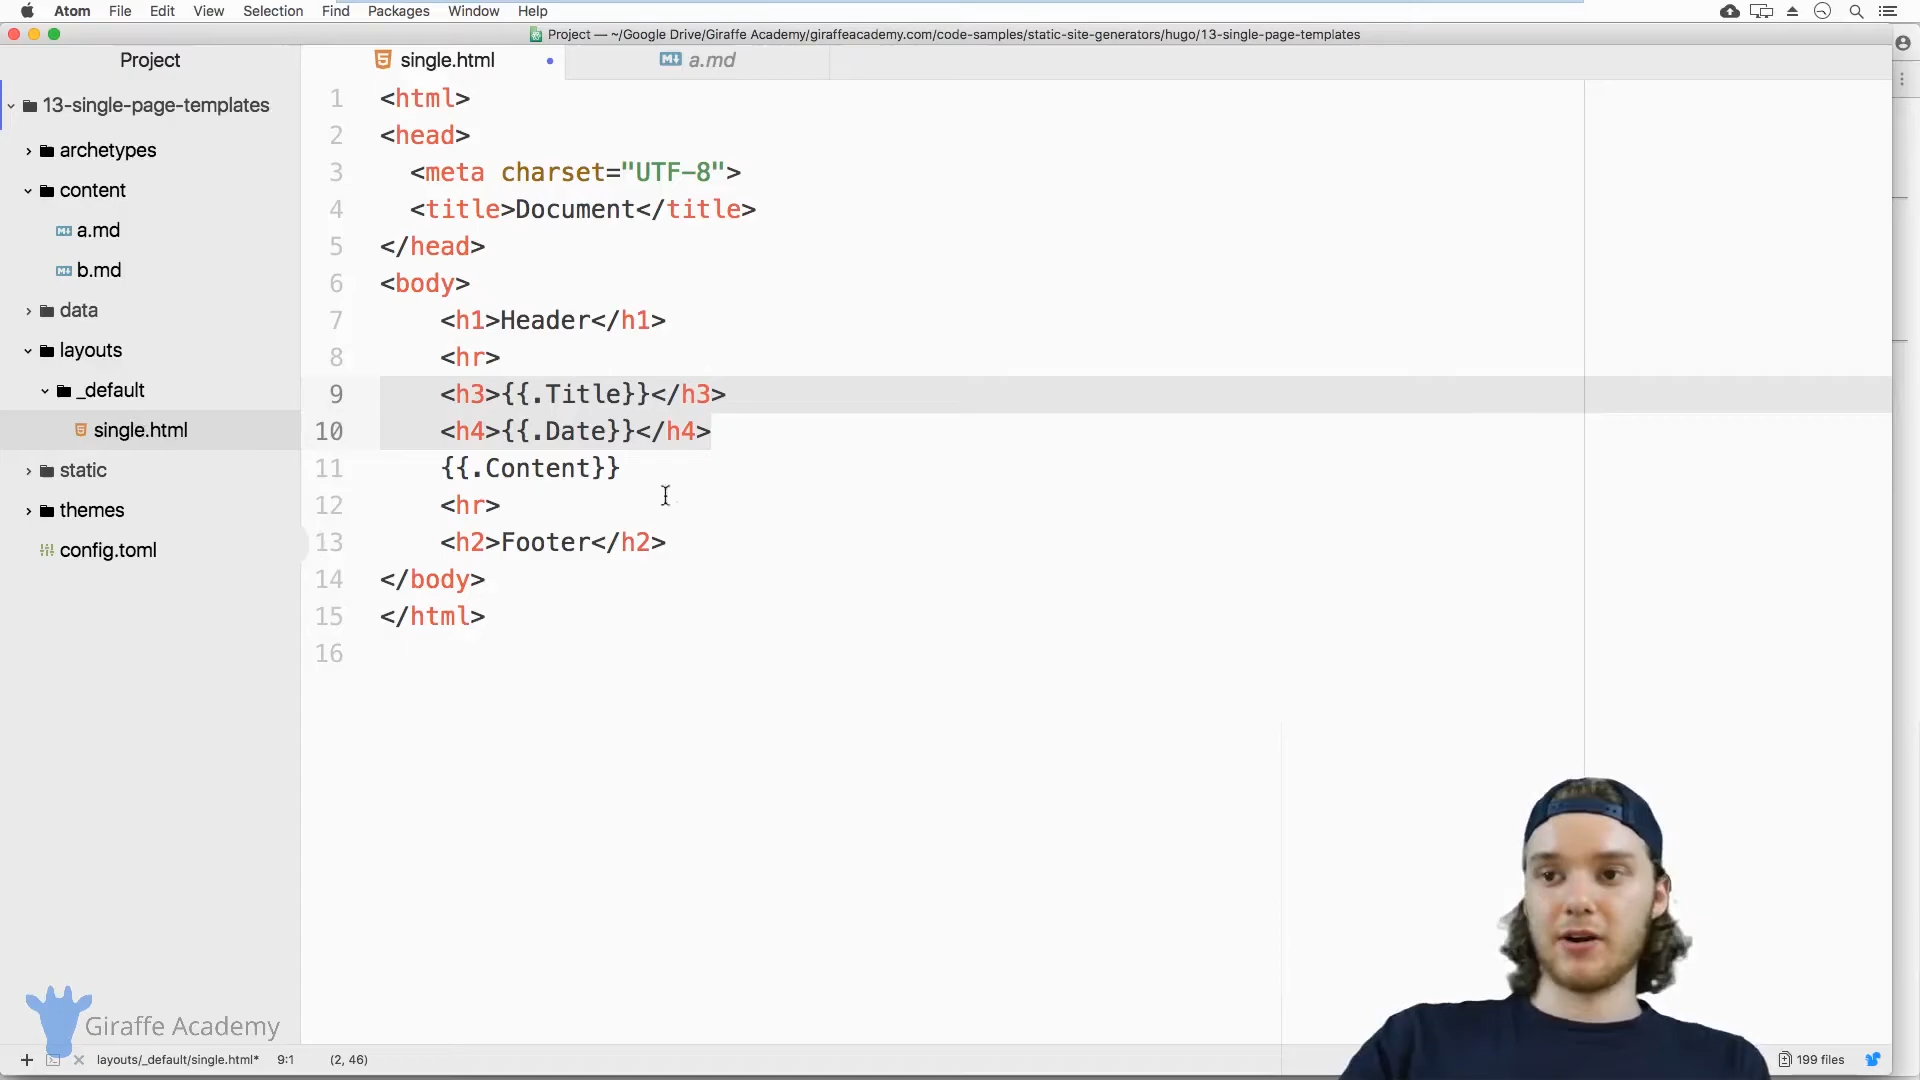 Atom File Edit View Selection Find Packages Window Help
Project — ~/Google Drive/Giraffe Academy/giraffeacademy.com/code-samples/static-site-generators/hugo/13-single-page-templates
Project
single.html
a.md
13-single-page-templates
archetypes
content
a.md
b.md
data
layouts
_default
single.html
static
themes
config.toml
1 <html>
2 <head>
3 <meta charset="UTF-8">
4 <title>Document</title>
5 </head>
6 <body>
7 <h1>Header</h1>
8 <hr>
9 <h3>{{.Title}}</h3>
10 <h4>{{.Date}}</h4>
11 {{.Content}}
12 <hr>
13 <h2>Footer</h2>
14 </body>
15 </html>
16
Giraffe Academy
layouts/_default/single.html* 9:1 (2, 46)
199 files